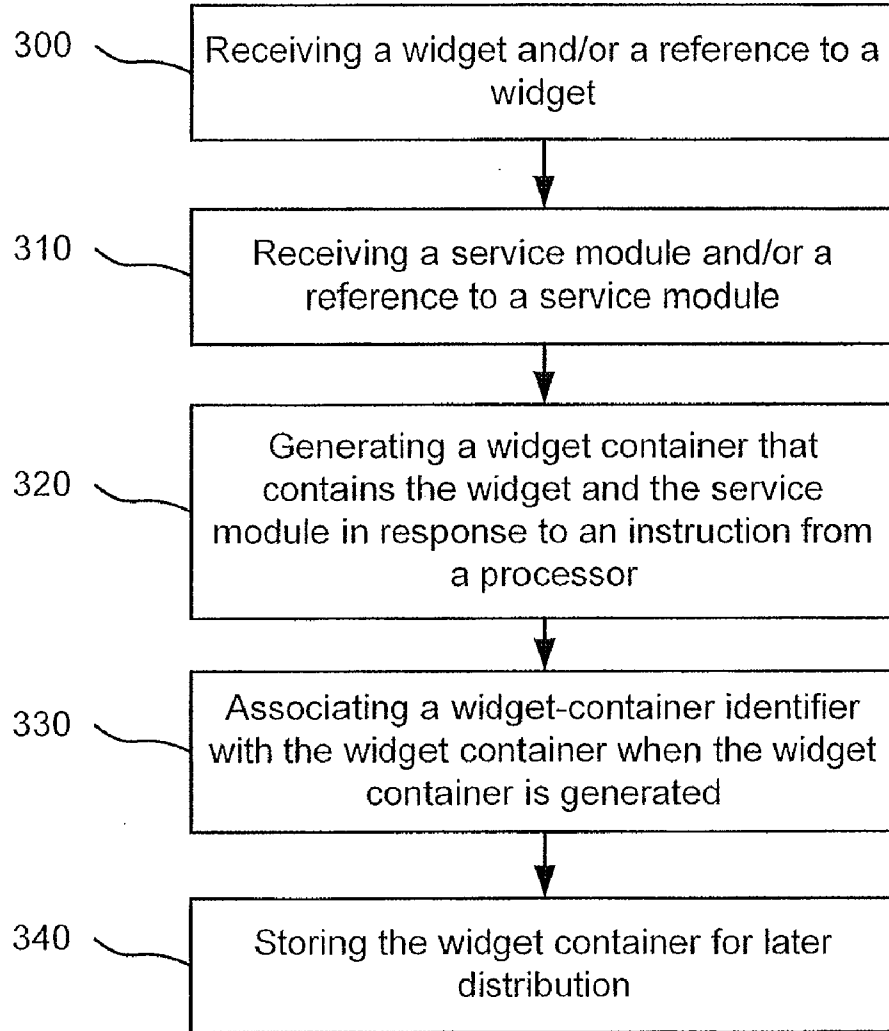 300
Receiving a widget and/or a reference to a
widget
310
Receiving a service module and/or a
reference to a service module
320
Generating a widget container that
contains the widget and the service
module in response to an instruction from
a processor
330
Associating a widget-container identifier
with the widget container when the widget
container is generated
340
Storing the widget container for later
distribution